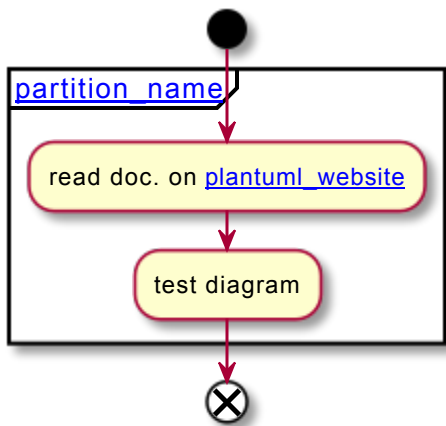 partition_name
read doc. on plantuml_website
test diagram